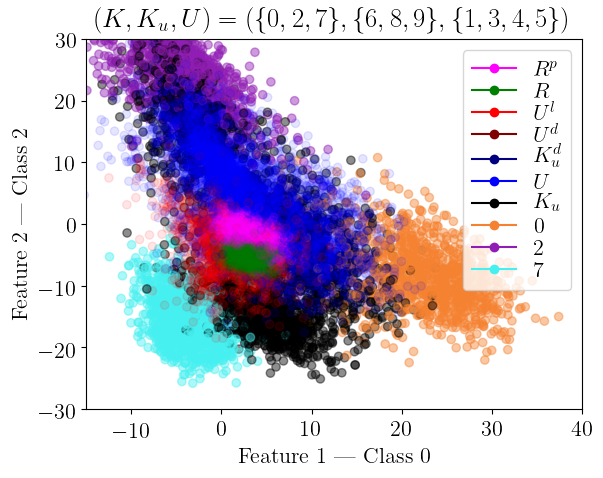 (K, K_u, U) = ({0, 2, 7}, {6, 8, 9}, {1, 3, 4, 5})
30
20
10
0
−10
−20
−30
Feature 2 — Class 2
R^p
R
U^l
U^d
K_u^d
U
K_u
0
2
7
−10
0
10
20
30
40
Feature 1 — Class 0